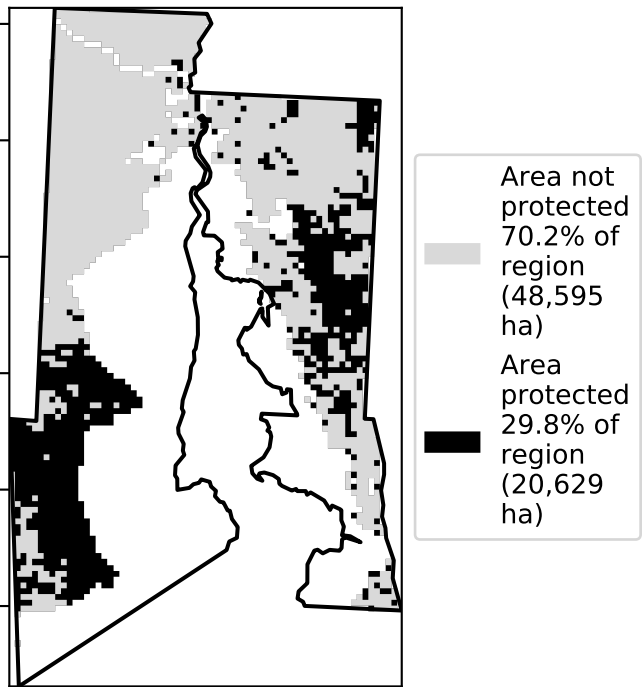 Area not
protected
70.2% of
region
(48,595
ha)
Area
protected
29.8% of
region
(20,629
ha)